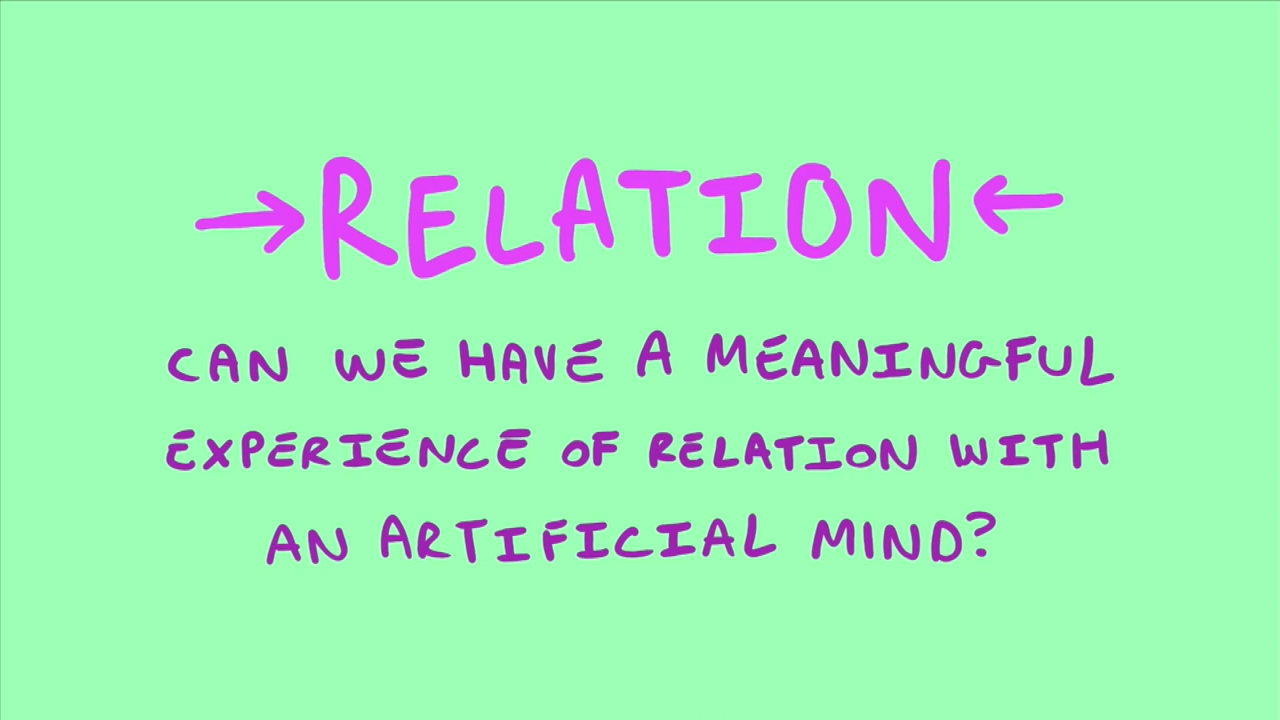 →RELATION←
CAN WE HAVE A MEANINGFUL
EXPERIENCE OF RELATION WITH
AN ARTIFICIAL MIND?